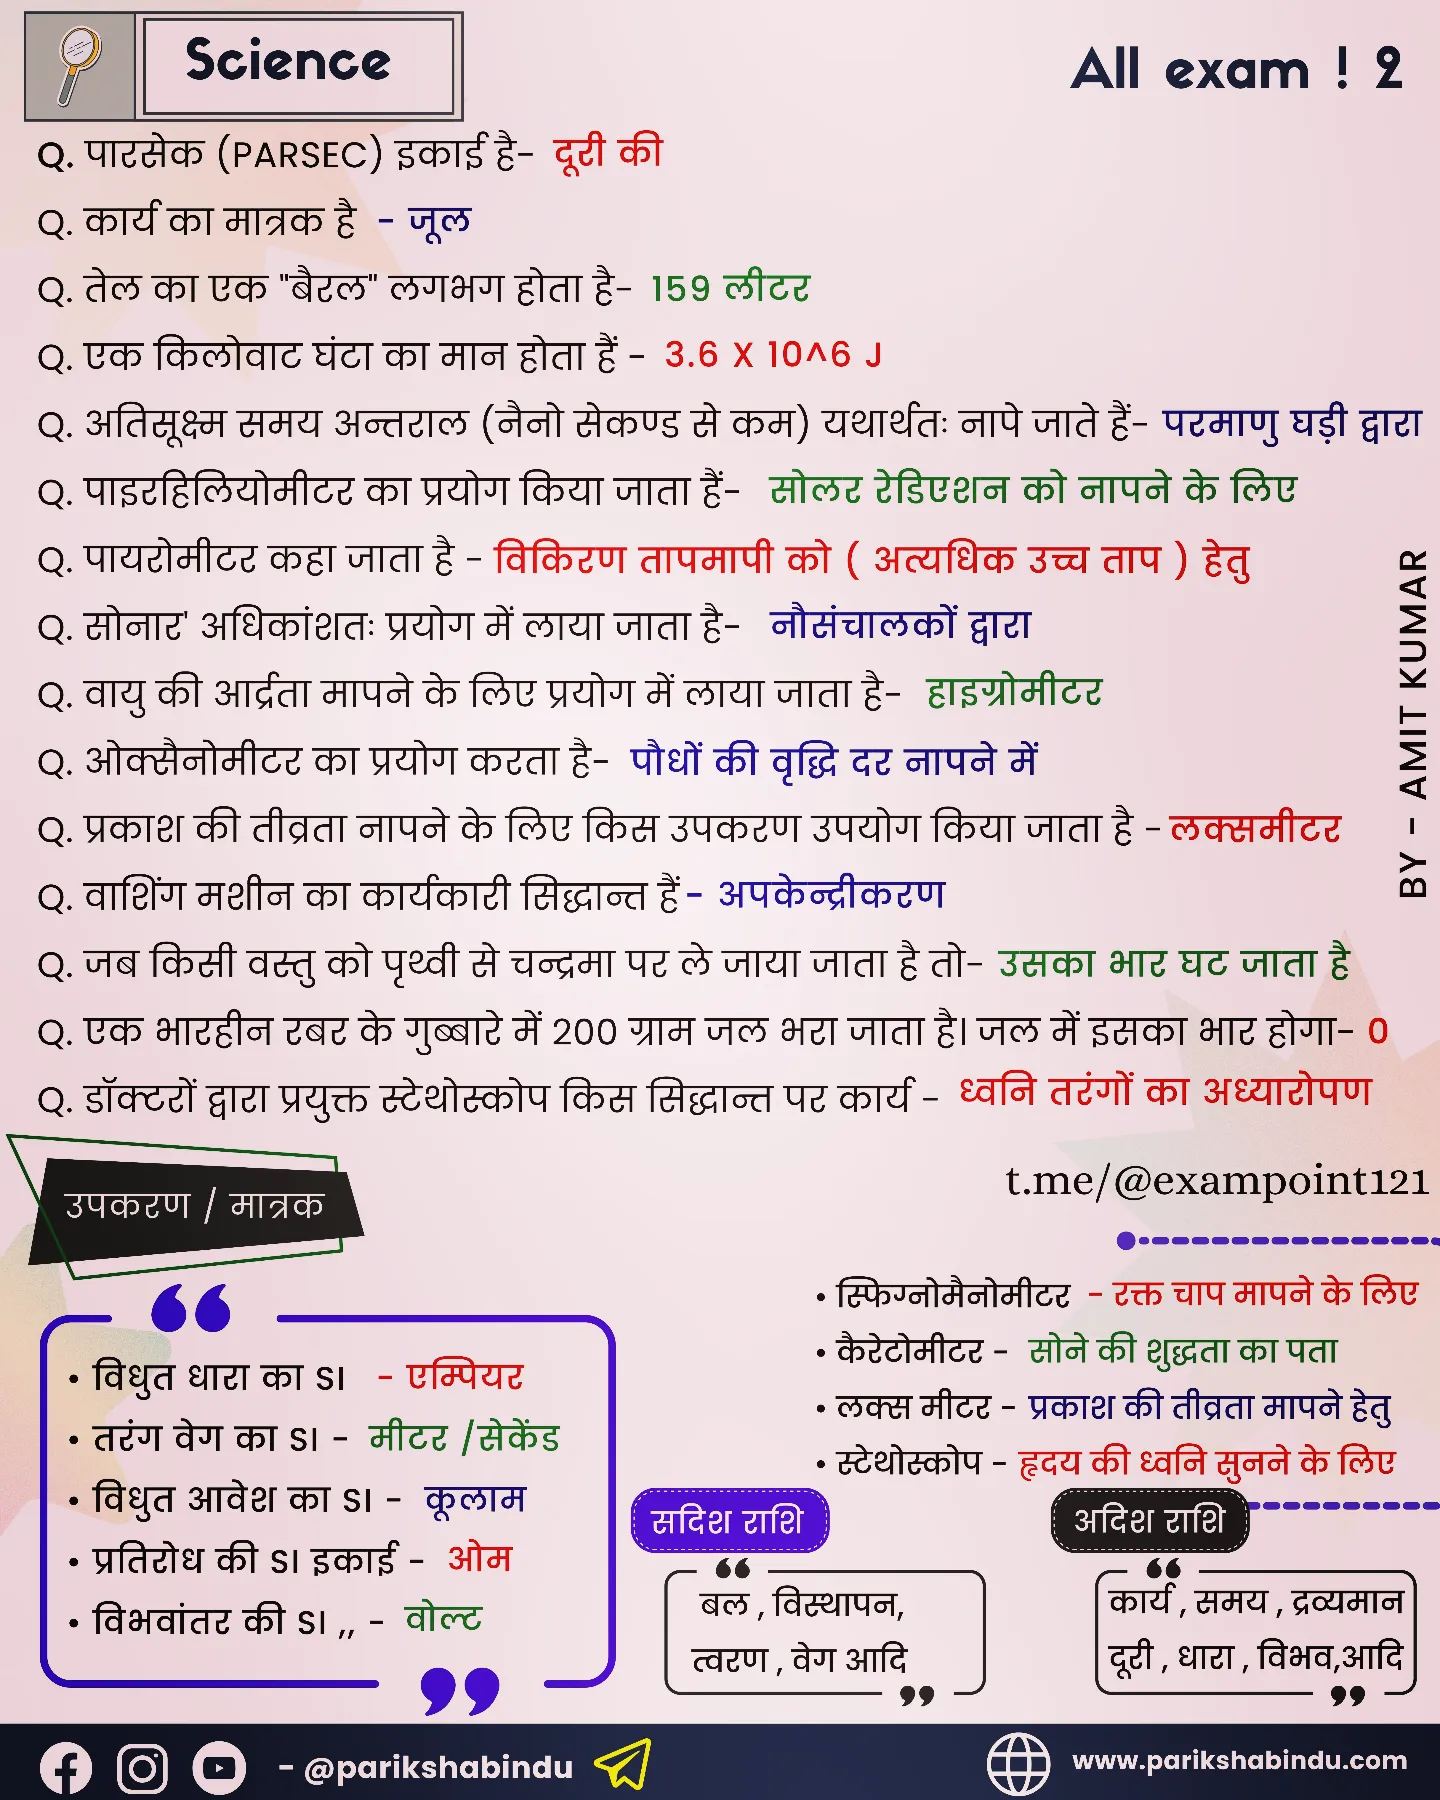 Science
All exam ! 2
Q. पारसेक (PARSEC) इकाई है- दूरी की
Q. कार्य का मात्रक है - जूल
Q. तेल का एक "बैरल" लगभग होता है- 159 लीटर
Q. एक किलोवाट घंटा का मान होता हैं - 3.6 X 10^6 J
Q. अतिसूक्ष्म समय अन्तराल (नैनो सेकण्ड से कम) यथार्थतः नापे जाते हैं- परमाणु घड़ी द्वारा
Q. पाइरहिलियोमीटर का प्रयोग किया जाता हैं- सोलर रेडिएशन को नापने के लिए
Q. पायरोमीटर कहा जाता है - विकिरण तापमापी को ( अत्यधिक उच्च ताप ) हेतु
Q. सोनार' अधिकांशतः प्रयोग में लाया जाता है- नौसंचालकों द्वारा
Q. वायु की आर्द्रता मापने के लिए प्रयोग में लाया जाता है- हाइग्रोमीटर
Q. ओक्सैनोमीटर का प्रयोग करता है- पौधों की वृद्धि दर नापने में
Q. प्रकाश की तीव्रता नापने के लिए किस उपकरण उपयोग किया जाता है - लक्समीटर
Q. वाशिंग मशीन का कार्यकारी सिद्धान्त हैं - अपकेन्द्रीकरण
Q. जब किसी वस्तु को पृथ्वी से चन्द्रमा पर ले जाया जाता है तो- उसका भार घट जाता है
Q. एक भारहीन रबर के गुब्बारे में 200 ग्राम जल भरा जाता है। जल में इसका भार होगा- 0
Q. डॉक्टरों द्वारा प्रयुक्त स्टेथोस्कोप किस सिद्धान्त पर कार्य - ध्वनि तरंगों का अध्यारोपण
BY - AMIT KUMAR
उपकरण / मात्रक
t.me/@exampoint121
• स्फिग्नोमैनोमीटर - रक्त चाप मापने के लिए
• कैरेटोमीटर - सोने की शुद्धता का पता
• लक्स मीटर - प्रकाश की तीव्रता मापने हेतु
• स्टेथोस्कोप - हृदय की ध्वनि सुनने के लिए
• विधुत धारा का SI - एम्पियर
• तरंग वेग का SI - मीटर /सेकेंड
• विधुत आवेश का SI - कूलाम
• प्रतिरोध की SI इकाई - ओम
• विभवांतर की SI ,, - वोल्ट
सदिश राशि
बल , विस्थापन,
त्वरण , वेग आदि
अदिश राशि
कार्य , समय , द्रव्यमान
दूरी , धारा , विभव,आदि
- @parikshabindu
www.parikshabindu.com